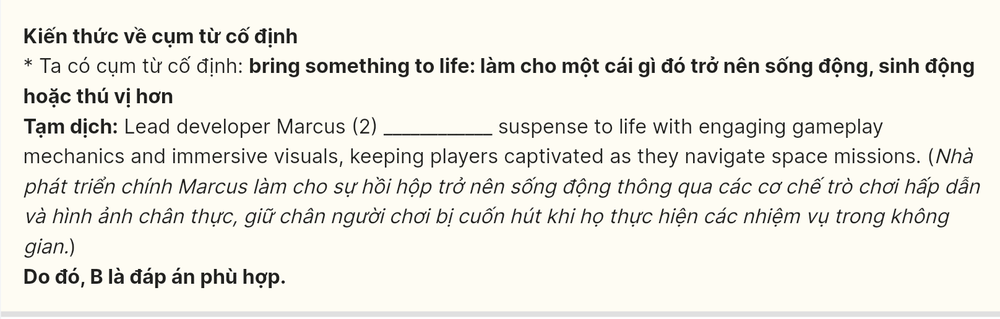 Kiến thức về cụm từ cố định
* Ta có cụm từ cố định: bring something to life: làm cho một cái gì đó trở nên sống động, sinh động
hoặc thú vị hơn
Tạm dịch: Lead developer Marcus (2) ____________ suspense to life with engaging gameplay
mechanics and immersive visuals, keeping players captivated as they navigate space missions. (Nhà
phát triển chính Marcus làm cho sự hồi hộp trở nên sống động thông qua các cơ chế trò chơi hấp dẫn
và hình ảnh chân thực, giữ chân người chơi bị cuốn hút khi họ thực hiện các nhiệm vụ trong không
gian.)
Do đó, B là đáp án phù hợp.